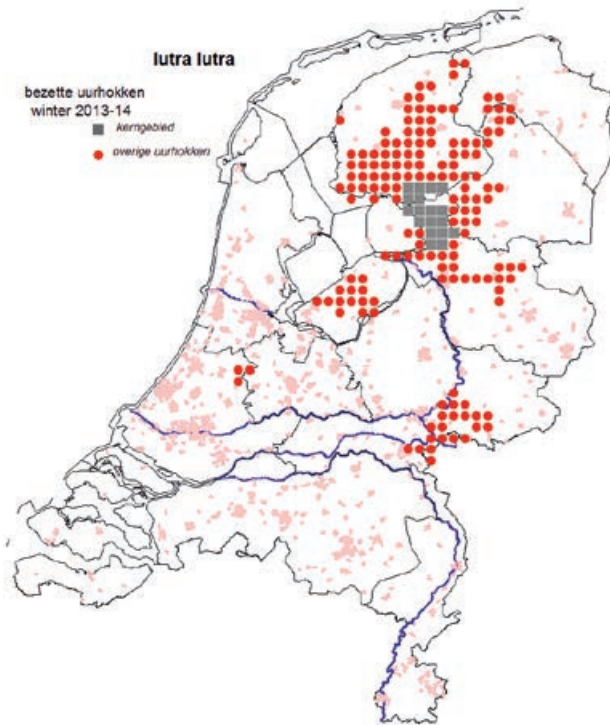 lutra lutra
bezette uurhokken
winter 2013-14
kerngebied
overige uurhokken